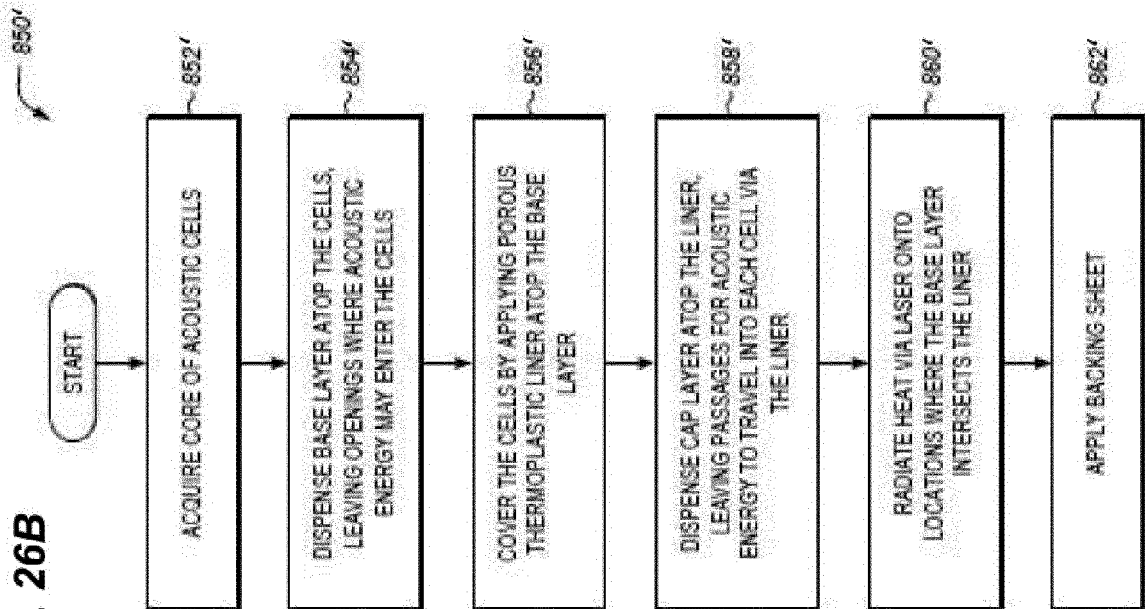 26B
850'
START
ACQUIRE CORE OF ACOUSTIC CELLS
852'
DISPENSE BASE LAYER ATOP THE CELLS,
LEAVING OPENINGS WHERE ACOUSTIC
ENERGY MAY ENTER THE CELLS
854'
COVER THE CELLS BY APPLYING POROUS
THERMOPLASTIC LINER ATOP THE BASE
LAYER
856'
DISPENSE CAP LAYER ATOP THE LINER,
LEAVING PASSAGES FOR ACOUSTIC
ENERGY TO TRAVEL INTO EACH CELL VIA
THE LINER
858'
RADIATE HEAT VIA LASER ONTO
LOCATIONS WHERE THE BASE LAYER
INTERSECTS THE LINER
860'
APPLY BACKING SHEET
862'